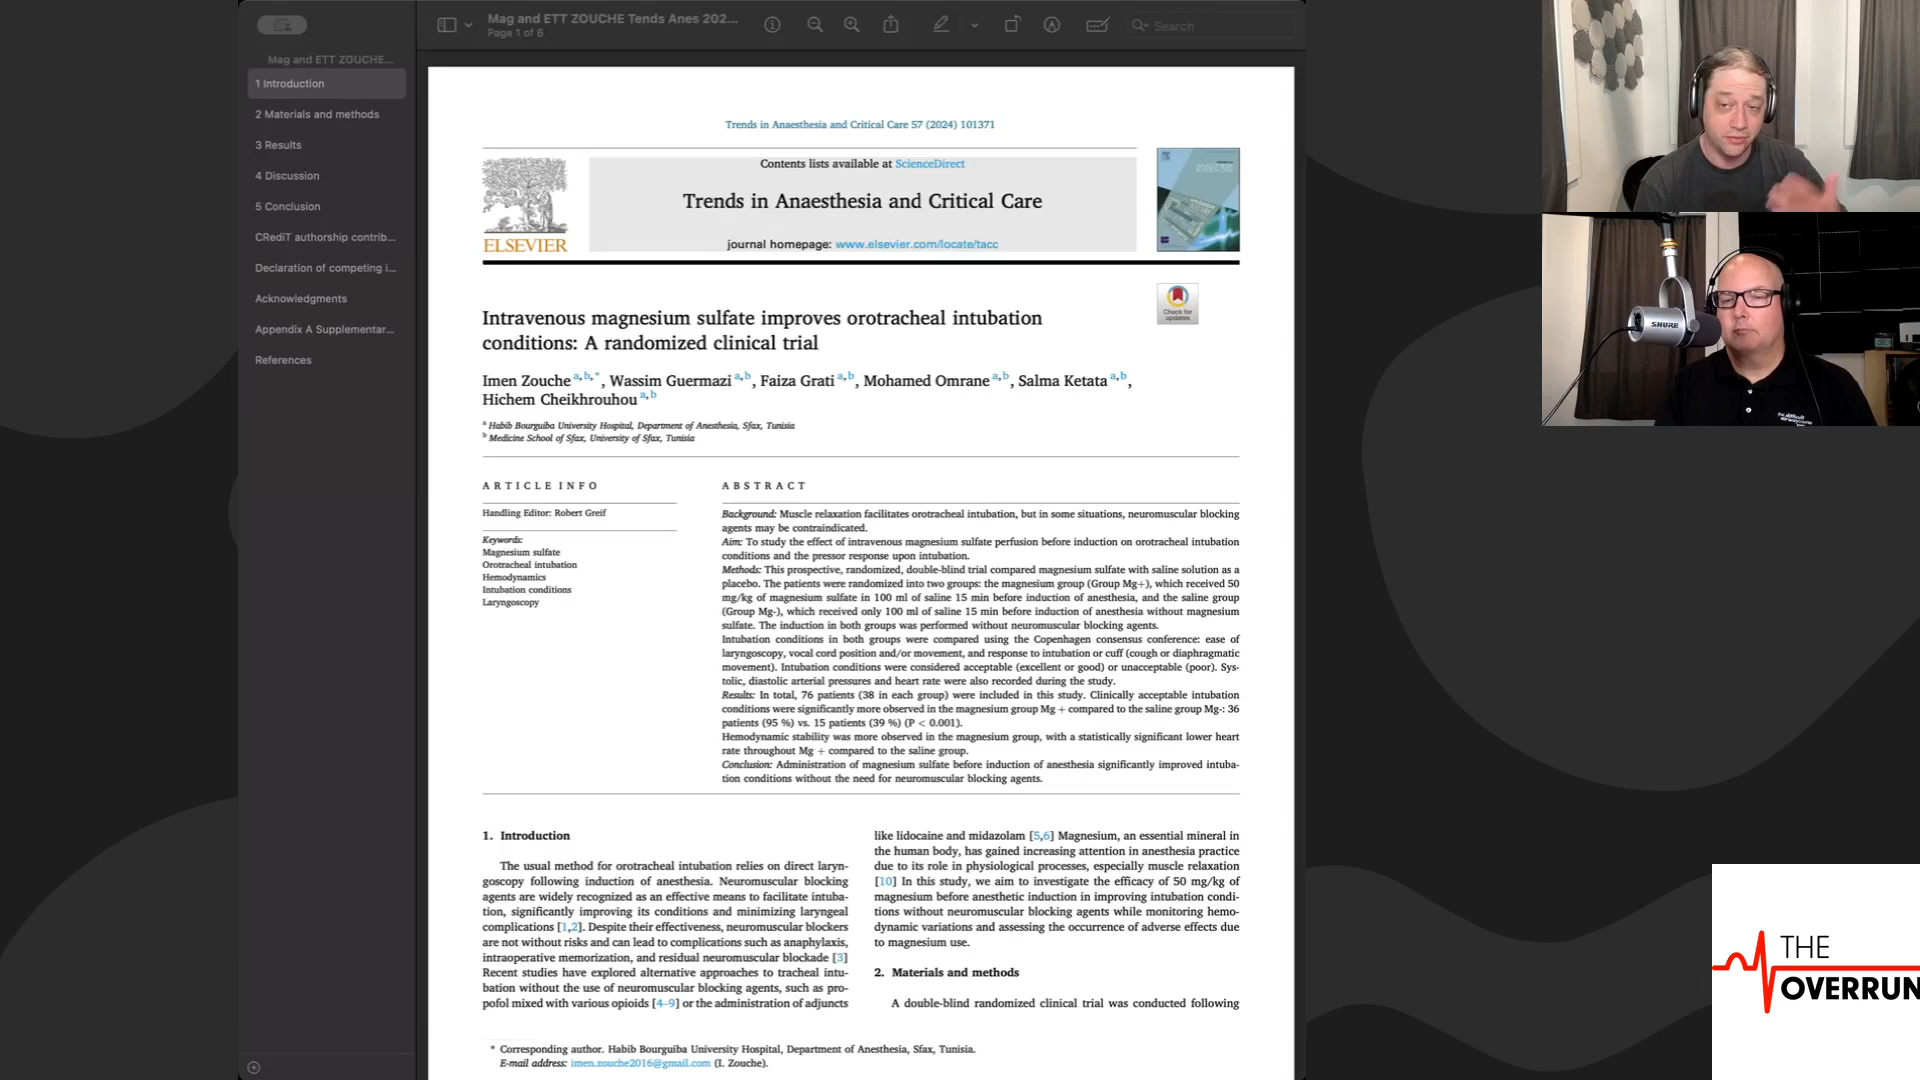 Mag and ETT ZOUCHE Tends Anes 202...
Page 1 of 6
Search
Mag and ETT ZOUCHE...
1 Introduction
2 Materials and methods
3 Results
4 Discussion
5 Conclusion
CRediT authorship contrib...
Declaration of competing i...
Acknowledgments
Appendix A Supplementar...
References
Trends in Anaesthesia and Critical Care 57 (2024) 101371
Contents lists available at ScienceDirect
Trends in Anaesthesia and Critical Care
journal homepage: www.elsevier.com/locate/tacc
ELSEVIER
Check for
updates
Intravenous magnesium sulfate improves orotracheal intubation
conditions: A randomized clinical trial
Imen Zouche a,b,*, Wassim Guermazi a,b, Faiza Grati a,b, Mohamed Omrane a,b, Salma Ketata a,b,
Hichem Cheikhrouhou a,b
a Habib Bourguiba University Hospital, Department of Anesthesia, Sfax, Tunisia
b Medicine School of Sfax, University of Sfax, Tunisia
ARTICLE INFO
Handling Editor: Robert Greif
Keywords:
Magnesium sulfate
Orotracheal intubation
Hemodynamics
Intubation conditions
Laryngoscopy
ABSTRACT
Background: Muscle relaxation facilitates orotracheal intubation, but in some situations, neuromuscular blocking
agents may be contraindicated.
Aim: To study the effect of intravenous magnesium sulfate perfusion before induction on orotracheal intubation
conditions and the pressor response upon intubation.
Methods: This prospective, randomized, double-blind trial compared magnesium sulfate with saline solution as a
placebo. The patients were randomized into two groups: the magnesium group (Group Mg+), which received 50
mg/kg of magnesium sulfate in 100 ml of saline 15 min before induction of anesthesia, and the saline group
(Group Mg-), which received only 100 ml of saline 15 min before induction of anesthesia without magnesium
sulfate. The induction in both groups was performed without neuromuscular blocking agents.
Intubation conditions in both groups were compared using the Copenhagen consensus conference: ease of
laryngoscopy, vocal cord position and/or movement, and response to intubation or cuff (cough or diaphragmatic
movement). Intubation conditions were considered acceptable (excellent or good) or unacceptable (poor). Sys-
tolic, diastolic arterial pressures and heart rate were also recorded during the study.
Results: In total, 76 patients (38 in each group) were included in this study. Clinically acceptable intubation
conditions were significantly more observed in the magnesium group Mg + compared to the saline group Mg-: 36
patients (95 %) vs. 15 patients (39 %) (P < 0.001).
Hemodynamic stability was more observed in the magnesium group, with a statistically significant lower heart
rate throughout Mg + compared to the saline group.
Conclusion: Administration of magnesium sulfate before induction of anesthesia significantly improved intuba-
tion conditions without the need for neuromuscular blocking agents.
1. Introduction
The usual method for orotracheal intubation relies on direct laryn-
goscopy following induction of anesthesia. Neuromuscular blocking
agents are widely recognized as an effective means to facilitate intuba-
tion, significantly improving its conditions and minimizing laryngeal
complications [1,2]. Despite their effectiveness, neuromuscular blockers
are not without risks and can lead to complications such as anaphylaxis,
intraoperative memorization, and residual neuromuscular blockade [3]
Recent studies have explored alternative approaches to tracheal intu-
bation without the use of neuromuscular blocking agents, such as pro-
pofol mixed with various opioids [4–9] or the administration of adjuncts
like lidocaine and midazolam [5,6] Magnesium, an essential mineral in
the human body, has gained increasing attention in anesthesia practice
due to its role in physiological processes, especially muscle relaxation
[10] In this study, we aim to investigate the efficacy of 50 mg/kg of
magnesium before anesthetic induction in improving intubation condi-
tions without neuromuscular blocking agents while monitoring hemo-
dynamic variations and assessing the occurrence of adverse effects due
to magnesium use.
2. Materials and methods
A double-blind randomized clinical trial was conducted following
* Corresponding author. Habib Bourguiba University Hospital, Department of Anesthesia, Sfax, Tunisia.
E-mail address: imen.zouche2016@gmail.com (I. Zouche).
SHURE
THE
OVERRUN